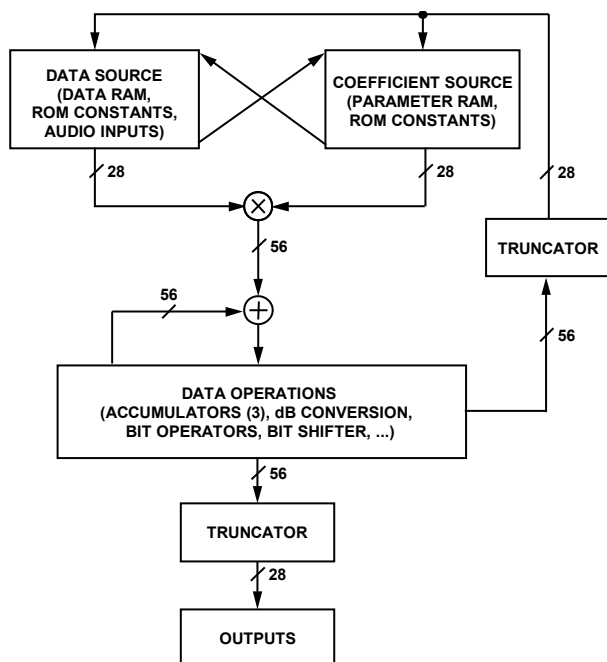 DATA SOURCE
(DATA RAM,
ROM CONSTANTS,
AUDIO INPUTS)
COEFFICIENT SOURCE
(PARAMETER RAM,
ROM CONSTANTS)
28
28
28
TRUNCATOR
56
56
56
DATA OPERATIONS
(ACCUMULATORS (3), dB CONVERSION,
BIT OPERATORS, BIT SHIFTER, ...)
56
TRUNCATOR
28
OUTPUTS